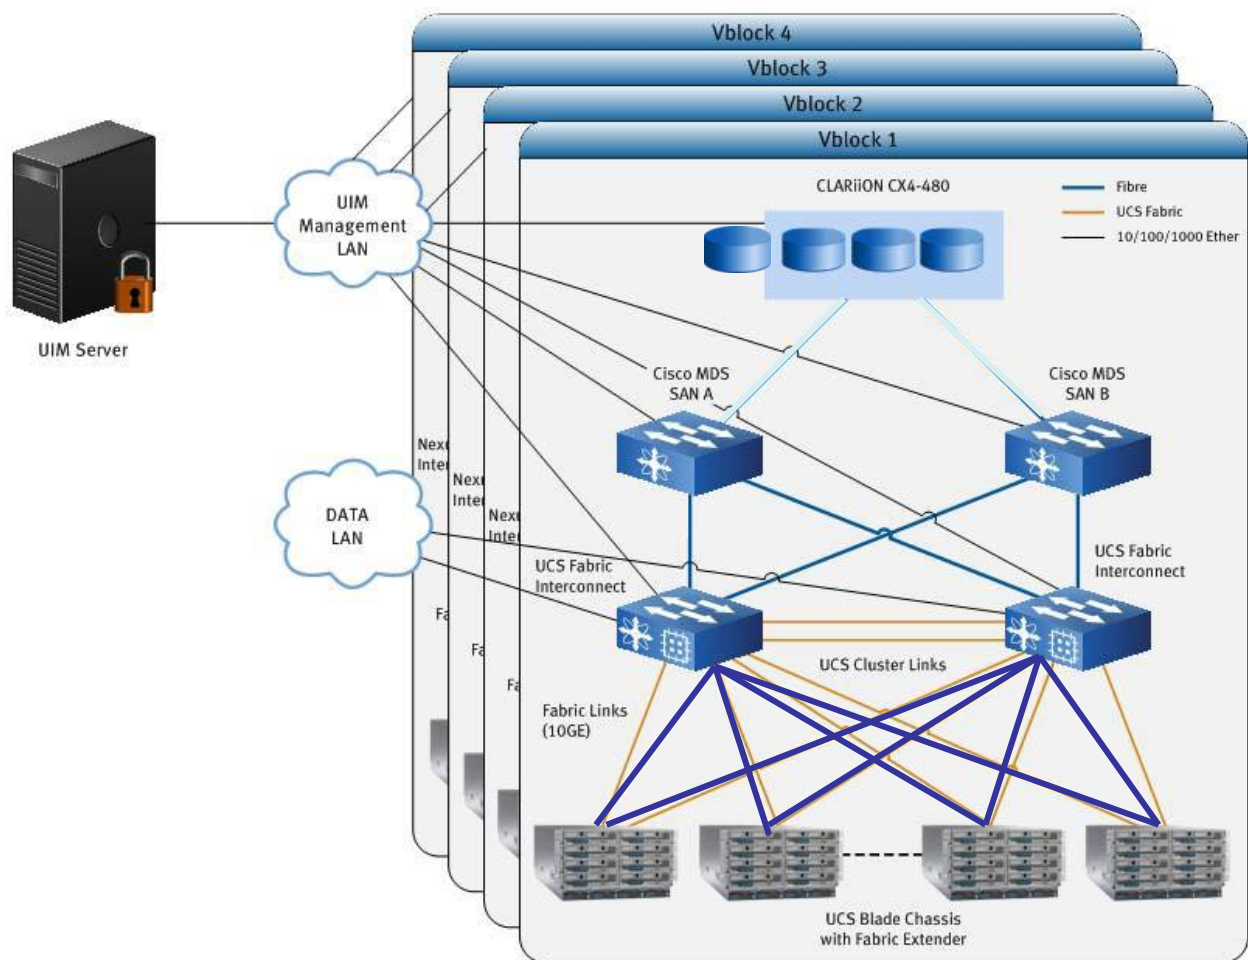 Vblock 4
Vblock 3
Vblock 2
Vblock 1
CLARiiON CX4-480
Fibre
UCS Fabric
10/100/1000 Ether
UIM
Management
LAN
UIM Server
Cisco MDS
SAN A
Cisco MDS
SAN B
DATA
LAN
UCS Fabric
Interconnect
UCS Fabric
Interconnect
UCS Cluster Links
Fabric Links
(10GE)
UCS Blade Chassis
with Fabric Extender